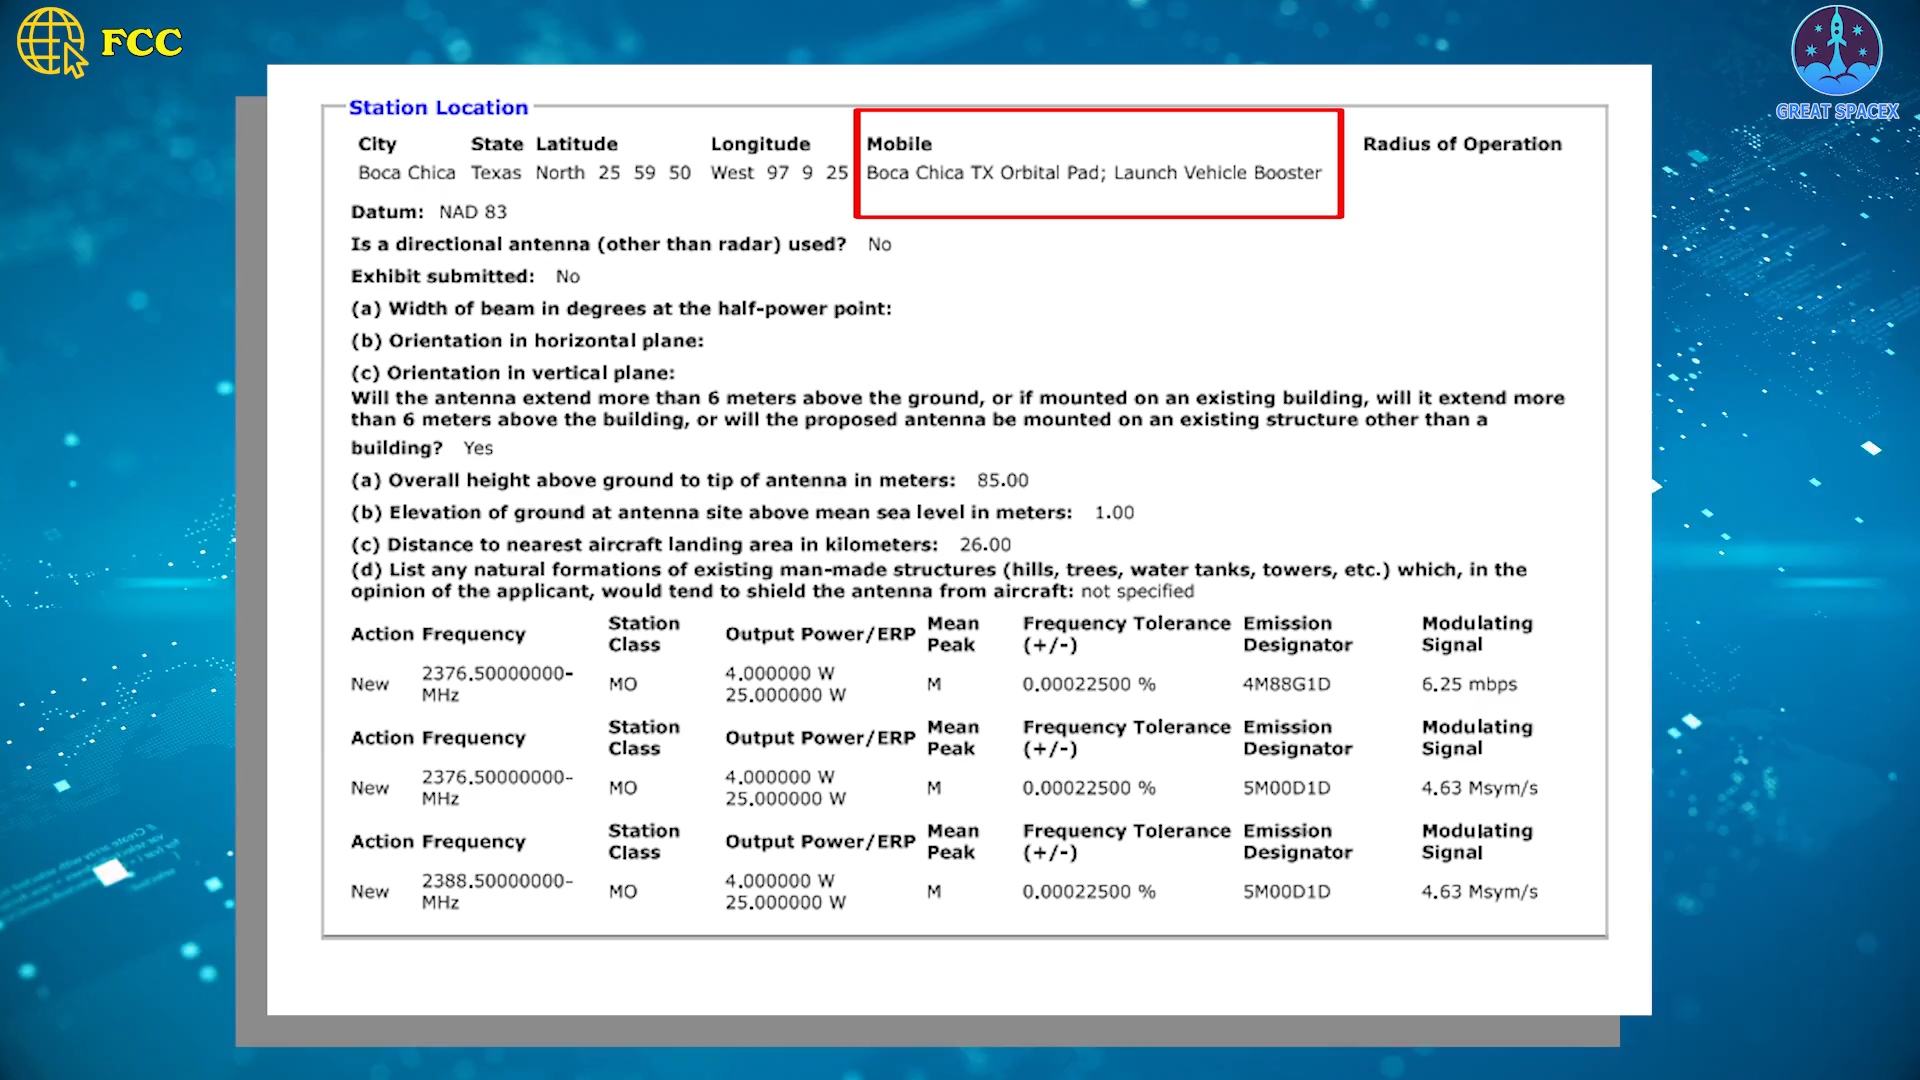 FCC
GREAT SPACEX
Station Location
City State Latitude Longitude Mobile Radius of Operation
Boca Chica Texas North 25 59 50 West 97 9 25 Boca Chica TX Orbital Pad; Launch Vehicle Booster
Datum: NAD 83
Is a directional antenna (other than radar) used? No
Exhibit submitted: No
(a) Width of beam in degrees at the half-power point:
(b) Orientation in horizontal plane:
(c) Orientation in vertical plane:
Will the antenna extend more than 6 meters above the ground, or if mounted on an existing building, will it extend more
than 6 meters above the building, or will the proposed antenna be mounted on an existing structure other than a
building? Yes
(a) Overall height above ground to tip of antenna in meters: 85.00
(b) Elevation of ground at antenna site above mean sea level in meters: 1.00
(c) Distance to nearest aircraft landing area in kilometers: 26.00
(d) List any natural formations of existing man-made structures (hills, trees, water tanks, towers, etc.) which, in the
opinion of the applicant, would tend to shield the antenna from aircraft: not specified
Action Frequency Station Class Output Power/ERP Mean Peak Frequency Tolerance (+/-) Emission Designator Modulating Signal
New 2376.50000000- MHz MO 4.000000 W 25.000000 W M 0.00022500 % 4M88G1D 6.25 mbps
Action Frequency Station Class Output Power/ERP Mean Peak Frequency Tolerance (+/-) Emission Designator Modulating Signal
New 2376.50000000- MHz MO 4.000000 W 25.000000 W M 0.00022500 % 5M00D1D 4.63 Msym/s
Action Frequency Station Class Output Power/ERP Mean Peak Frequency Tolerance (+/-) Emission Designator Modulating Signal
New 2388.50000000- MHz MO 4.000000 W 25.000000 W M 0.00022500 % 5M00D1D 4.63 Msym/s